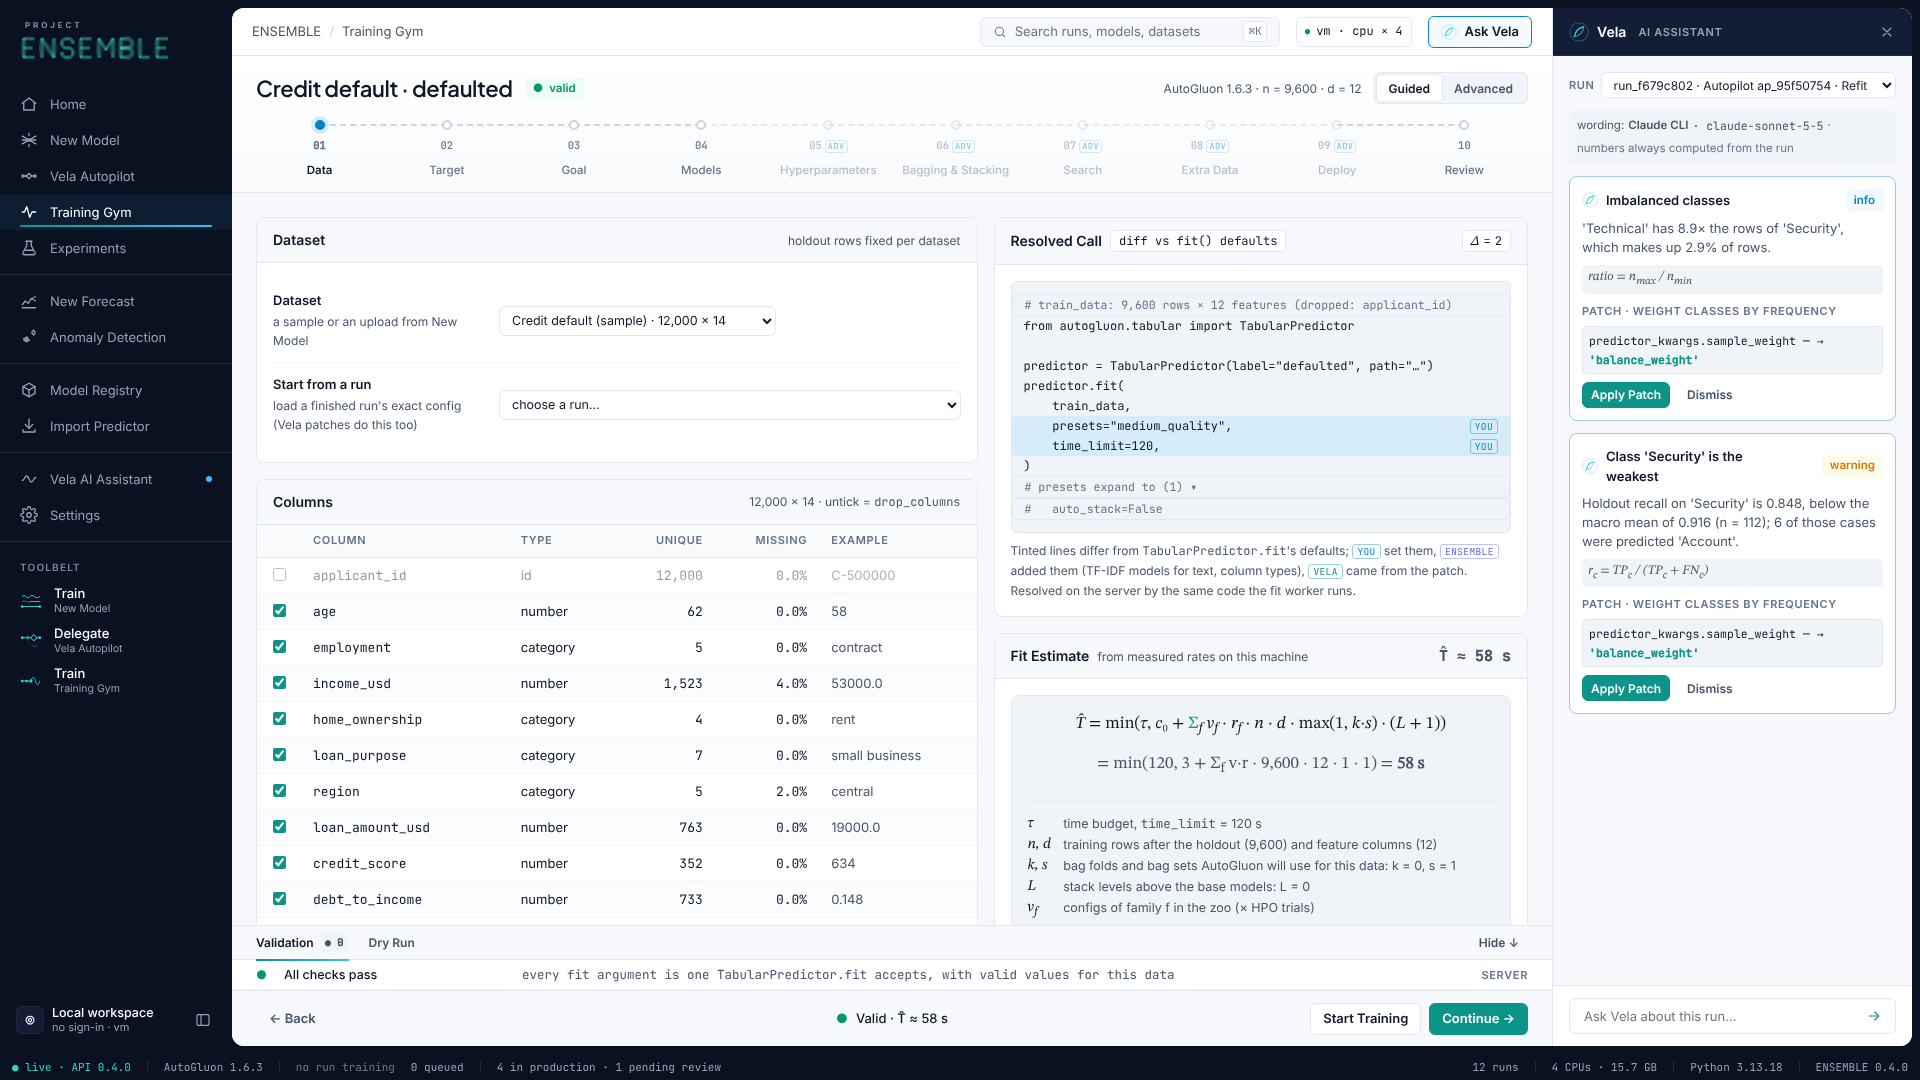 PROJECT
ENSEMBLE
Home
New Model
Vela Autopilot
Training Gym
Experiments
New Forecast
Anomaly Detection
Model Registry
Import Predictor
Vela AI Assistant
Settings
TOOLBELT
Train
New Model
Delegate
Vela Autopilot
Train
Training Gym
Local workspace
no sign-in · vm
ENSEMBLE / Training Gym
Search runs, models, datasets ⌘K
vm · cpu × 4
Ask Vela
Credit default · defaulted
valid
AutoGluon 1.6.3 · n = 9,600 · d = 12
Guided
Advanced
01
Data
02
Target
03
Goal
04
Models
05 ADV
Hyperparameters
06 ADV
Bagging & Stacking
07 ADV
Search
08 ADV
Extra Data
09 ADV
Deploy
10
Review
Dataset
holdout rows fixed per dataset
Dataset
a sample or an upload from New
Model
Credit default (sample) · 12,000 × 14
Start from a run
load a finished run's exact config
(Vela patches do this too)
choose a run...
Columns
12,000 × 14 · untick = drop_columns
COLUMN TYPE UNIQUE MISSING EXAMPLE
applicant_id id 12,000 0.0% C-500000
age number 62 0.0% 58
employment category 5 0.0% contract
income_usd number 1,523 4.0% 53000.0
home_ownership category 4 0.0% rent
loan_purpose category 7 0.0% small business
region category 5 2.0% central
loan_amount_usd number 763 0.0% 19000.0
credit_score number 352 0.0% 634
debt_to_income number 733 0.0% 0.148
Resolved Call
diff vs fit() defaults
Δ = 2
# train_data: 9,600 rows × 12 features (dropped: applicant_id)
from autogluon.tabular import TabularPredictor
predictor = TabularPredictor(label="defaulted", path="…")
predictor.fit(
train_data,
presets="medium_quality", YOU
time_limit=120, YOU
)
# presets expand to (1) ▾
# auto_stack=False
Tinted lines differ from TabularPredictor.fit's defaults; YOU set them, ENSEMBLE
added them (TF-IDF models for text, column types), VELA came from the patch.
Resolved on the server by the same code the fit worker runs.
Fit Estimate from measured rates on this machine
T̂ ≈ 58 s
T̂ = min(τ, c₀ + Σf vf · rf · n · d · max(1, k·s) · (L + 1))
= min(120, 3 + Σf v·r · 9,600 · 12 · 1 · 1) = 58 s
τ time budget, time_limit = 120 s
n, d training rows after the holdout (9,600) and feature columns (12)
k, s bag folds and bag sets AutoGluon will use for this data: k = 0, s = 1
L stack levels above the base models: L = 0
vf configs of family f in the zoo (× HPO trials)
Validation 0
Dry Run
Hide ↓
All checks pass
every fit argument is one TabularPredictor.fit accepts, with valid values for this data
SERVER
← Back
Valid · T̂ ≈ 58 s
Start Training
Continue →
Vela AI ASSISTANT
RUN
run_f679c802 · Autopilot ap_95f50754 · Refit
wording: Claude CLI · claude-sonnet-5-5 ·
numbers always computed from the run
Imbalanced classes
info
'Technical' has 8.9× the rows of 'Security',
which makes up 2.9% of rows.
ratio = nmax / nmin
PATCH · WEIGHT CLASSES BY FREQUENCY
predictor_kwargs.sample_weight — →
'balance_weight'
Apply Patch
Dismiss
Class 'Security' is the
weakest
warning
Holdout recall on 'Security' is 0.848, below the
macro mean of 0.916 (n = 112); 6 of those cases
were predicted 'Account'.
rc = TPc / (TPc + FNc)
PATCH · WEIGHT CLASSES BY FREQUENCY
predictor_kwargs.sample_weight — →
'balance_weight'
Apply Patch
Dismiss
Ask Vela about this run... →
live · API 0.4.0
AutoGluon 1.6.3
no run training
0 queued
4 in production · 1 pending review
12 runs
4 CPUs · 15.7 GB
Python 3.13.18
ENSEMBLE 0.4.0